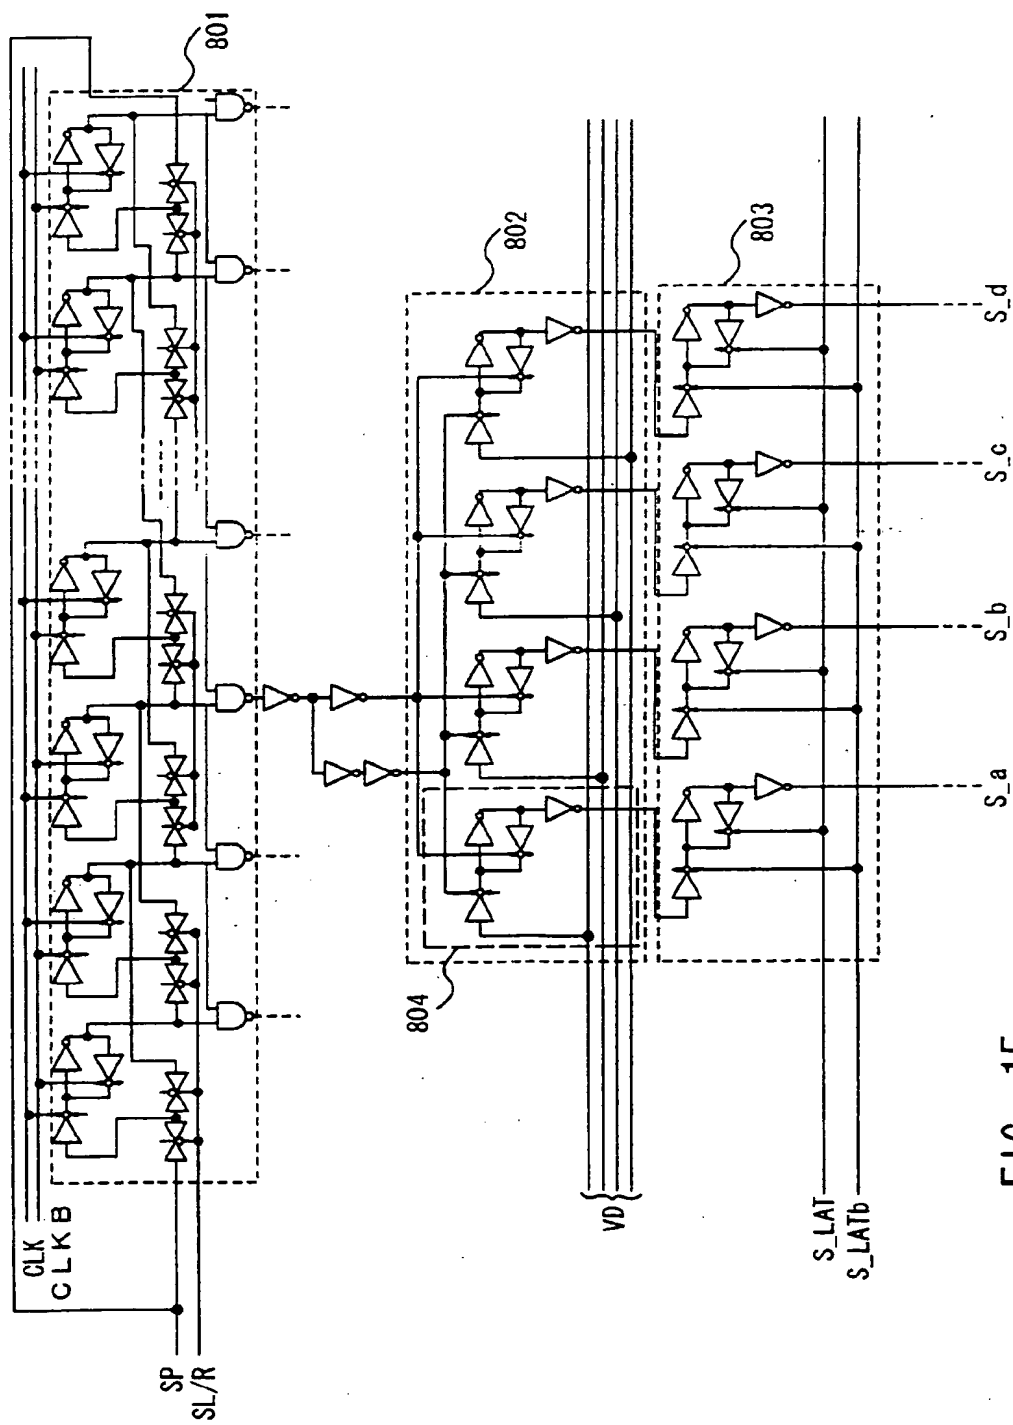 801
CLK
CLKB
SP
SL/R
802
804
VD
803
S_LAT
S_LATb
S_a
S_b
S_c
S_d